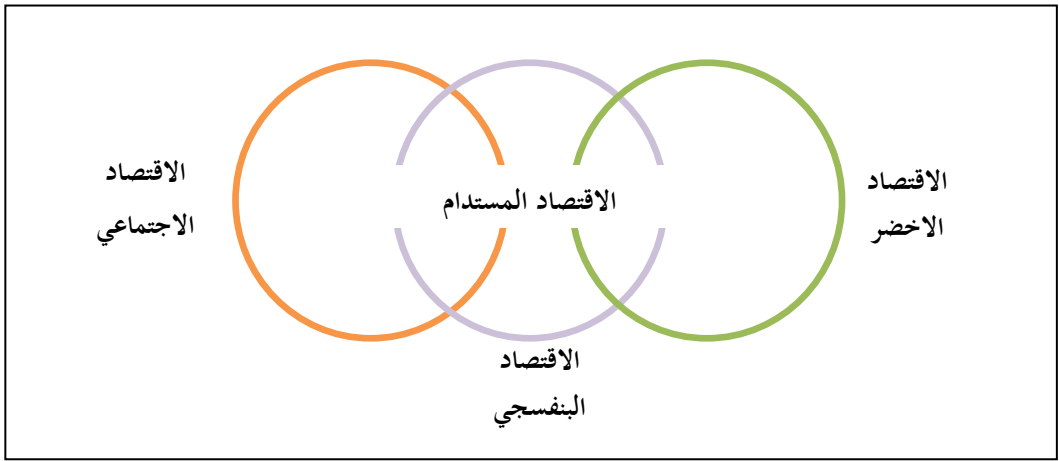 الاقتصاد
الاخضر
الاقتصاد المستدام
الاقتصاد
الاجتماعي
الاقتصاد
البنفسجي